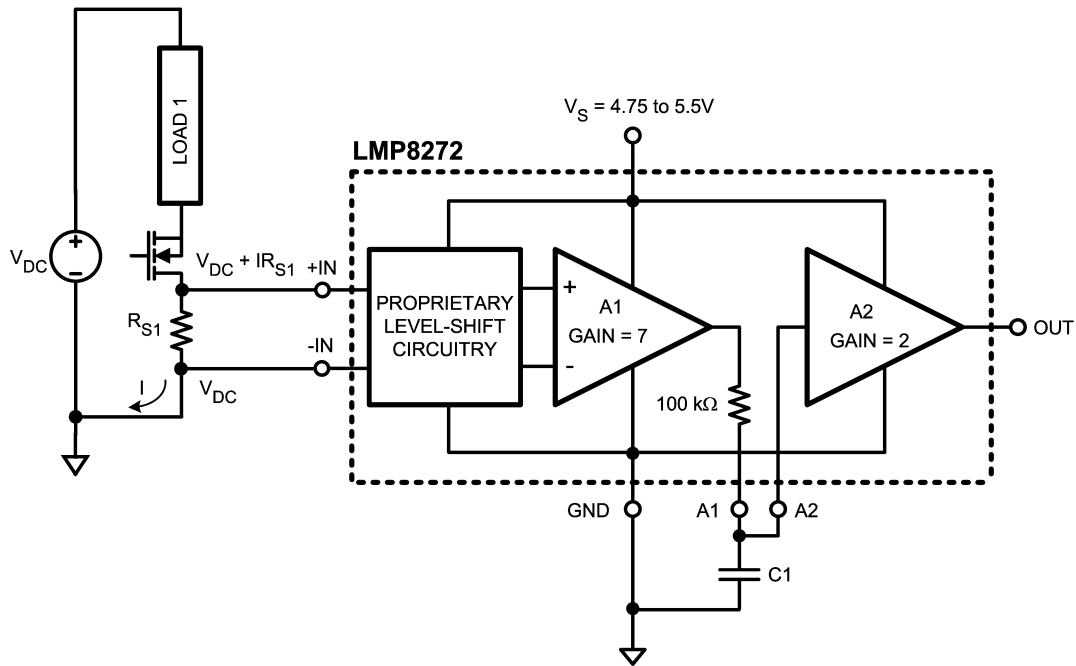 V_S = 4.75 to 5.5V
LMP8272
LOAD 1
V_DC
+
-
V_DC + IR_S1
+IN
R_S1
-IN
I
V_DC
PROPRIETARY
LEVEL-SHIFT
CIRCUITRY
+
-
A1
GAIN = 7
100 kΩ
A2
GAIN = 2
OUT
GND
A1
A2
C1